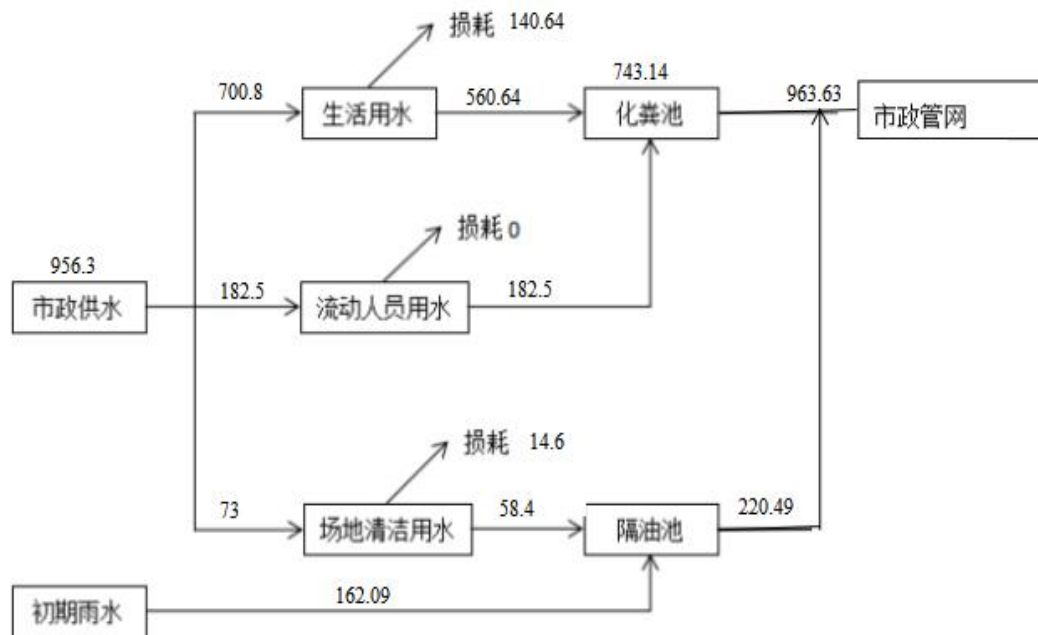 损耗 140.64
700.8
生活用水
560.64
743.14
化粪池
963.63
市政管网
损耗 0
956.3
市政供水
182.5
流动人员用水
182.5
损耗 14.6
73
场地清洁用水
58.4
隔油池
220.49
初期雨水
162.09